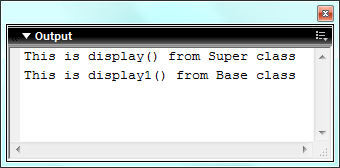 Output
This is display() from Super class
This is display1() from Base class